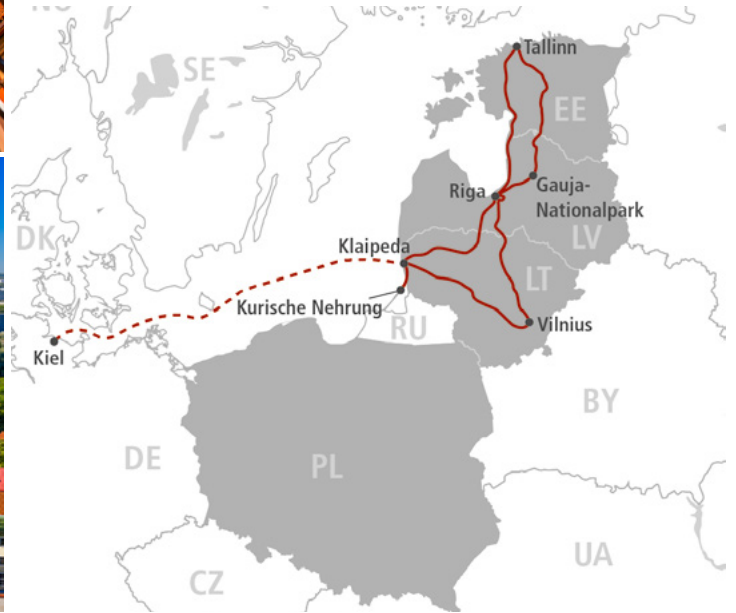 NO
Tallinn
SE
EE
Riga
Gauja-
Nationalpark
DK
LV
Klaipeda
LT
Kurische Nehrung
RU
Vilnius
Kiel
BY
DE
PL
UA
CZ